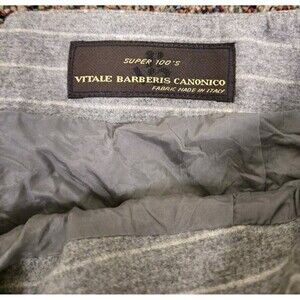 SUPER 100'S
VITALE BARBERIS CANONICO
FABRIC MADE IN ITALY